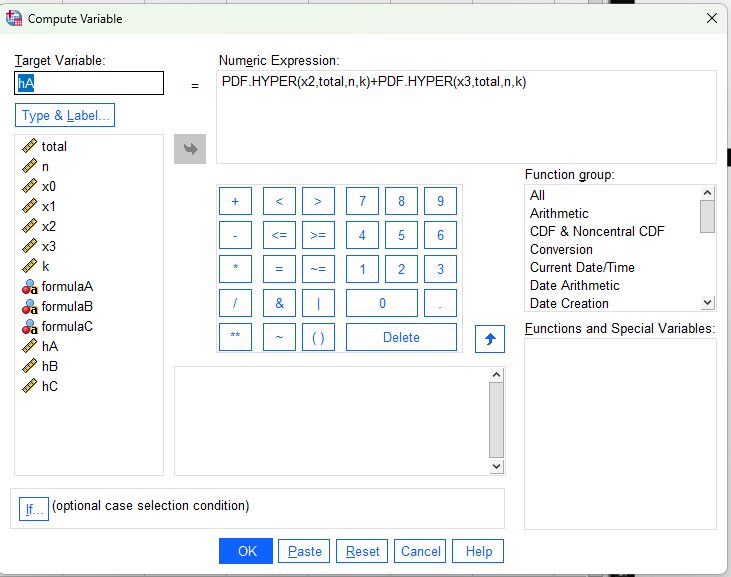 Compute Variable
Target Variable:
Numeric Expression:
hA
=
PDF.HYPER(x2,total,n,k)+PDF.HYPER(x3,total,n,k)
Type & Label...
total
n
x0
x1
x2
x3
k
formulaA
formulaB
formulaC
hA
hB
hC
+ < > 7 8 9
- <= >= 4 5 6
* = ~= 1 2 3
/ & | 0 .
** ~ ( ) Delete
Function group:
All
Arithmetic
CDF & Noncentral CDF
Conversion
Current Date/Time
Date Arithmetic
Date Creation
Functions and Special Variables:
If... (optional case selection condition)
OK Paste Reset Cancel Help